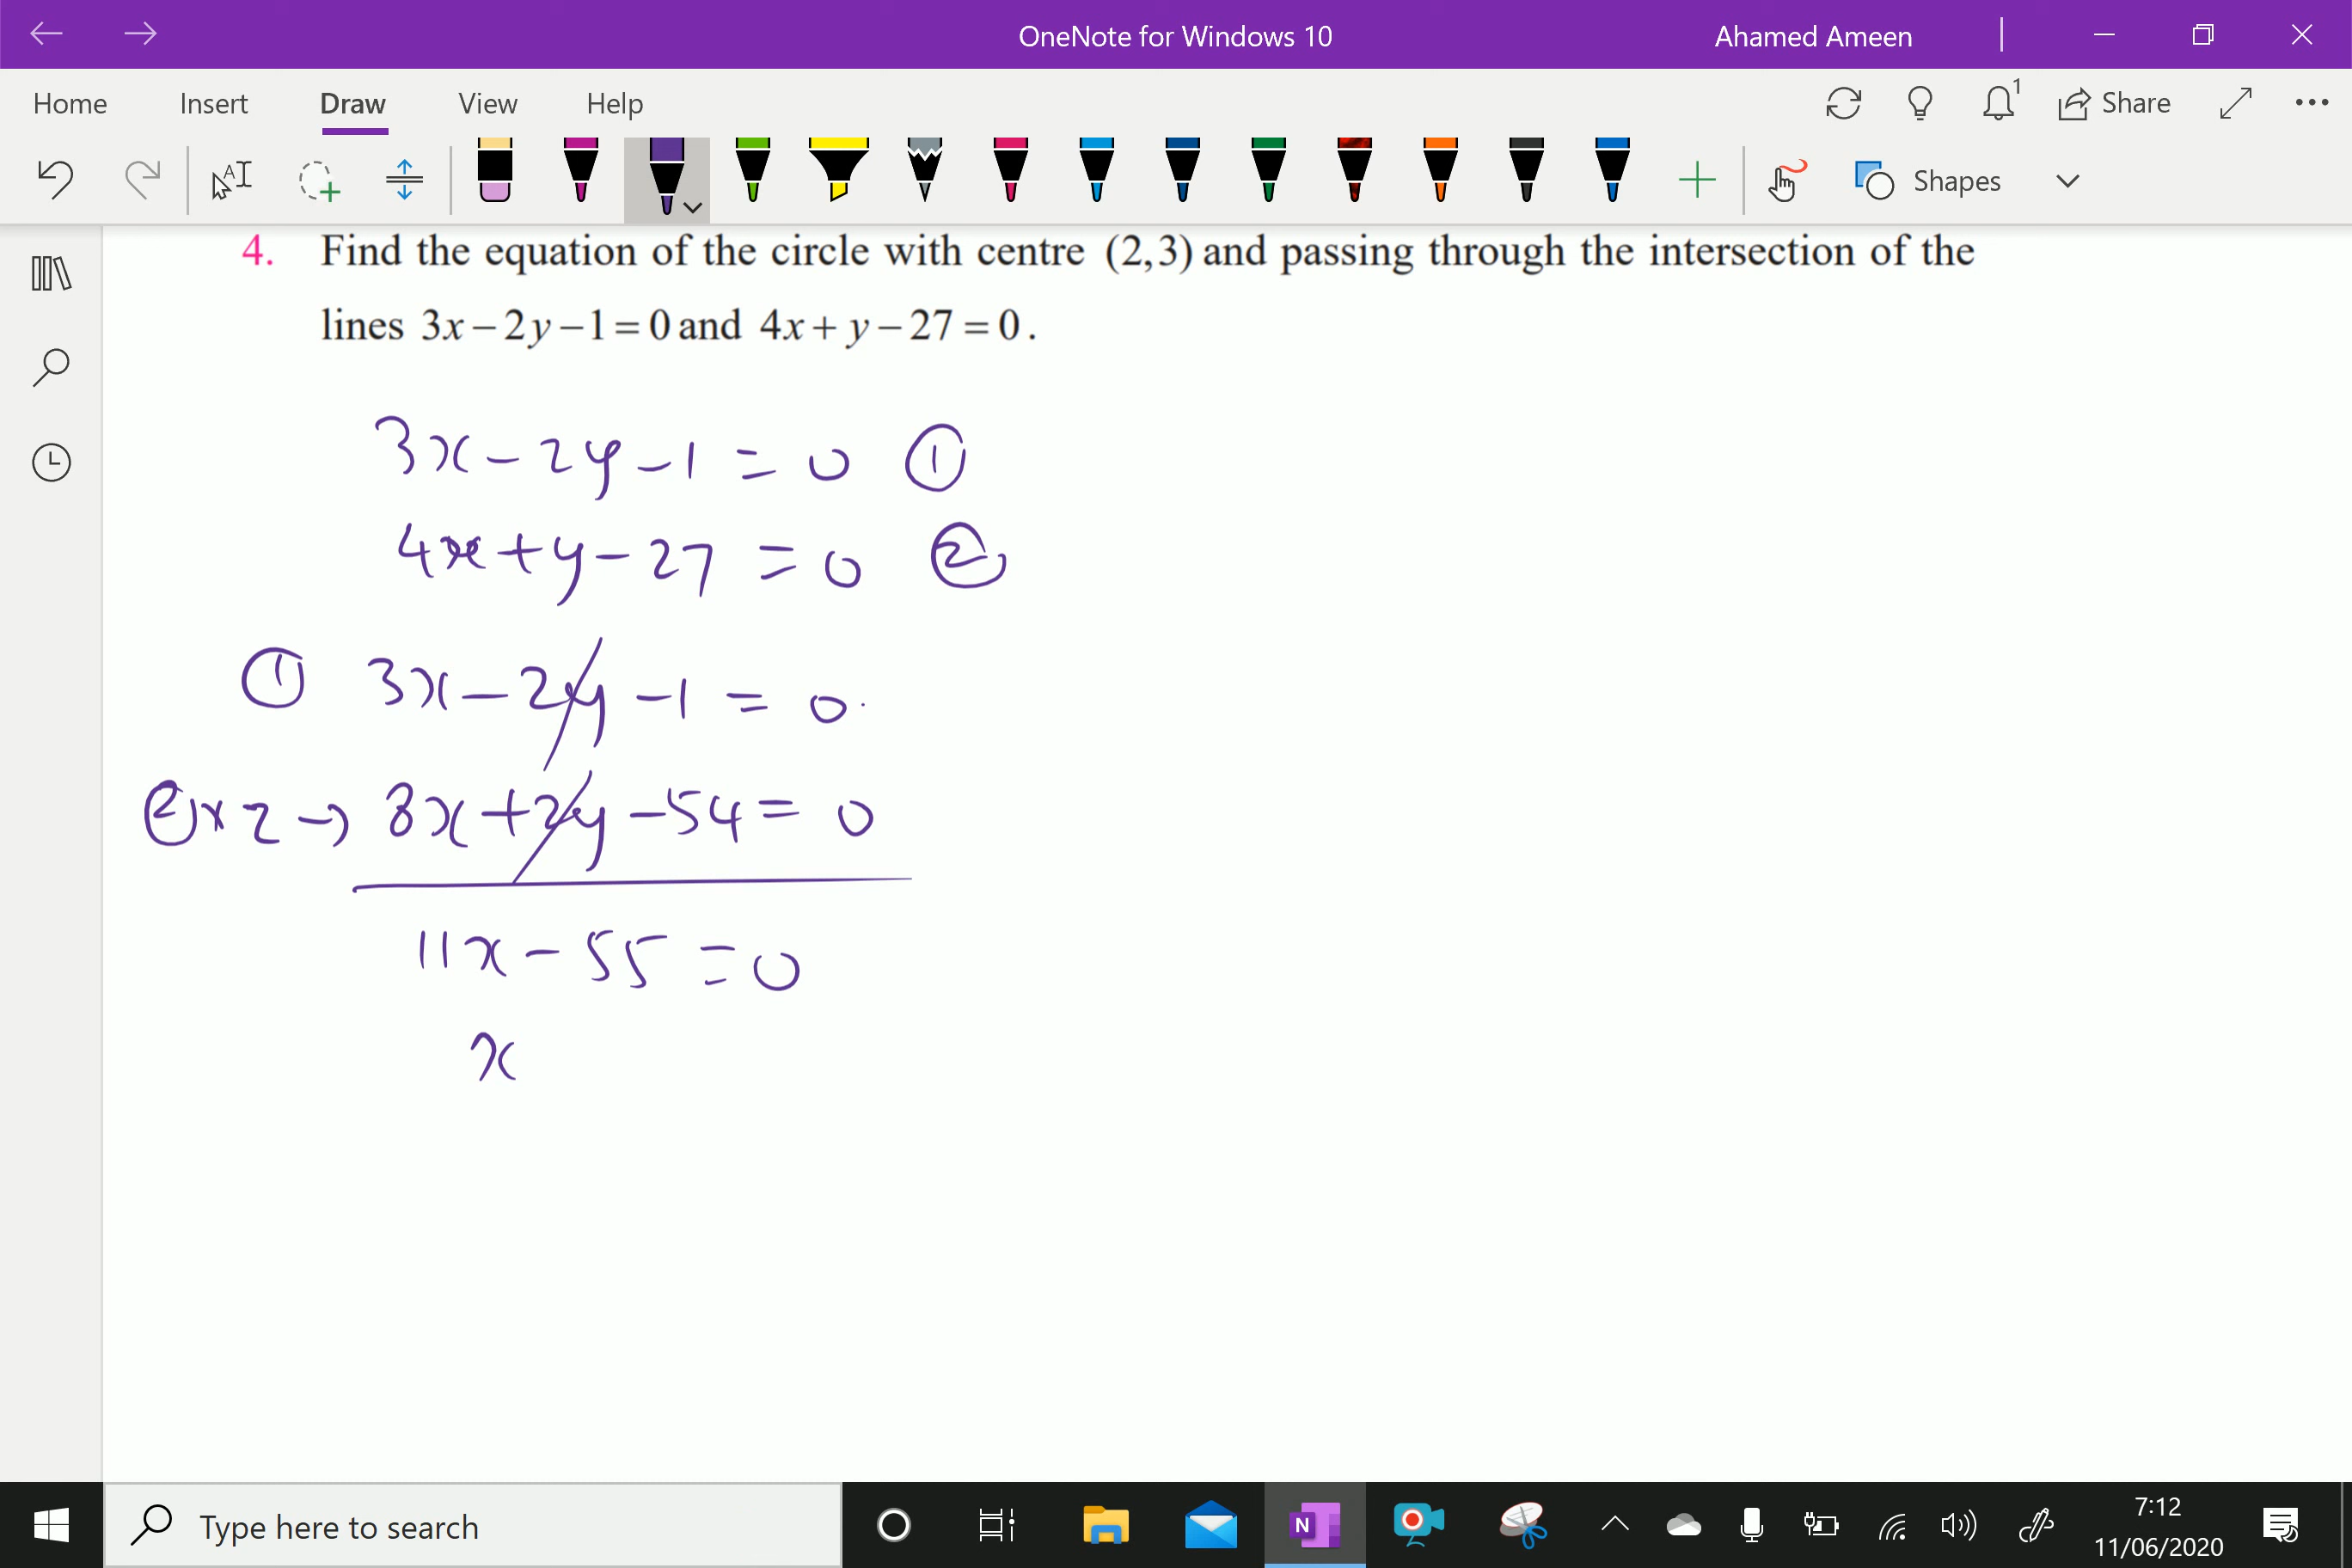 OneNote for Windows 10
Ahamed Ameen
Home Insert Draw View Help
1 Share
Shapes
4. Find the equation of the circle with centre (2,3) and passing through the intersection of the
lines 3x−2y−1=0 and 4x+y−27=0.
3x−2y−1=0 ①
4x+y−27=0 ②
① 3x−2y−1=0.
②×2→ 8x+2y−54=0
11x−55=0
x
Type here to search
N
7:12
11/06/2020